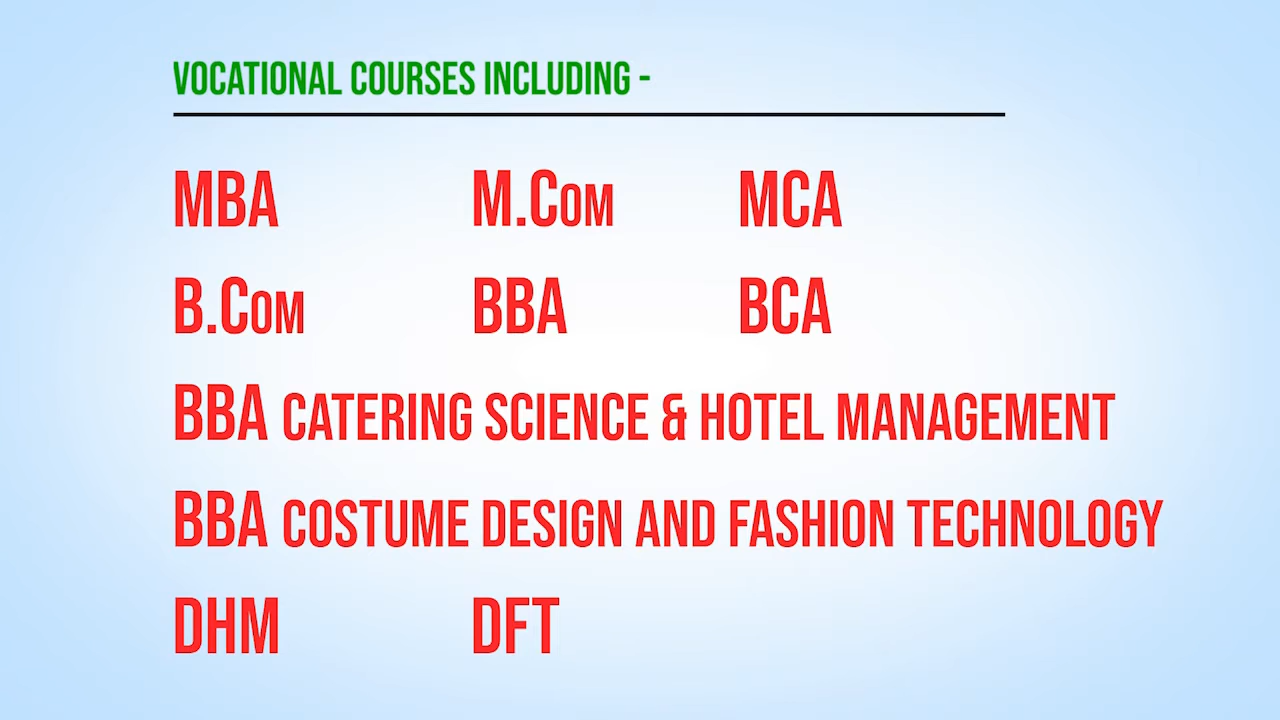 VOCATIONAL COURSES INCLUDING -
MBA M.COM MCA
B.COM BBA BCA
BBA CATERING SCIENCE & HOTEL MANAGEMENT
BBA COSTUME DESIGN AND FASHION TECHNOLOGY
DHM DFT